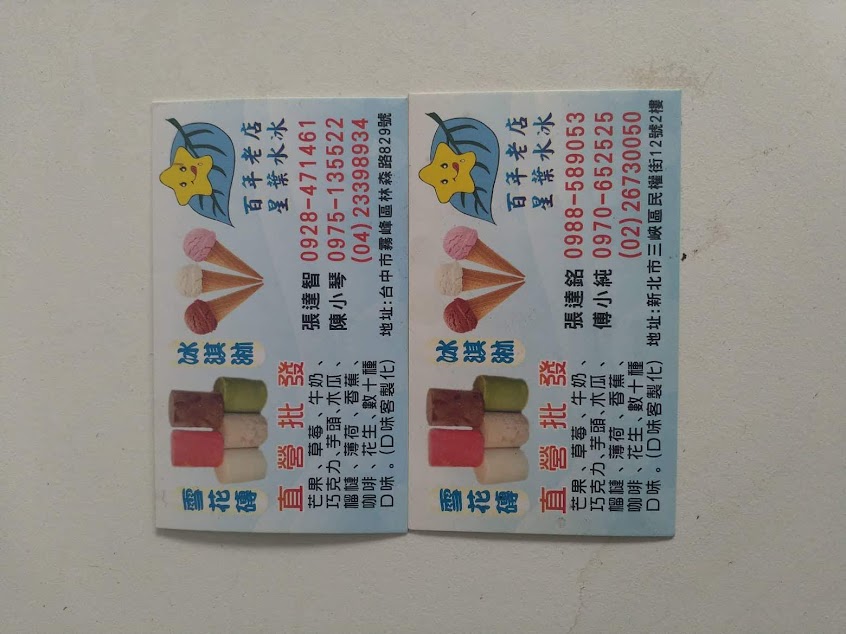 雪花磚
冰淇淋
百年老店
星葉水冰
直營批發
芒果、草莓、牛奶、
巧克力、芋頭、木瓜、
醞槤、薄荷、香蕉、
咖啡、花生、數十種
口味。(口味客製化)
張達智 0928-471461
陳小琴 0975-135522
(04)23398934
地址:台中市霧峰區林森路829號
雪花磚
冰淇淋
百年老店
星葉水冰
直營批發
芒果、草莓、牛奶、
巧克力、芋頭、木瓜、
醞槤、薄荷、香蕉、
咖啡、花生、數十種
口味。(口味客製化)
張達銘 0988-589053
傅小純 0970-652525
(02)26730050
地址:新北市三峽區民權街12號2樓